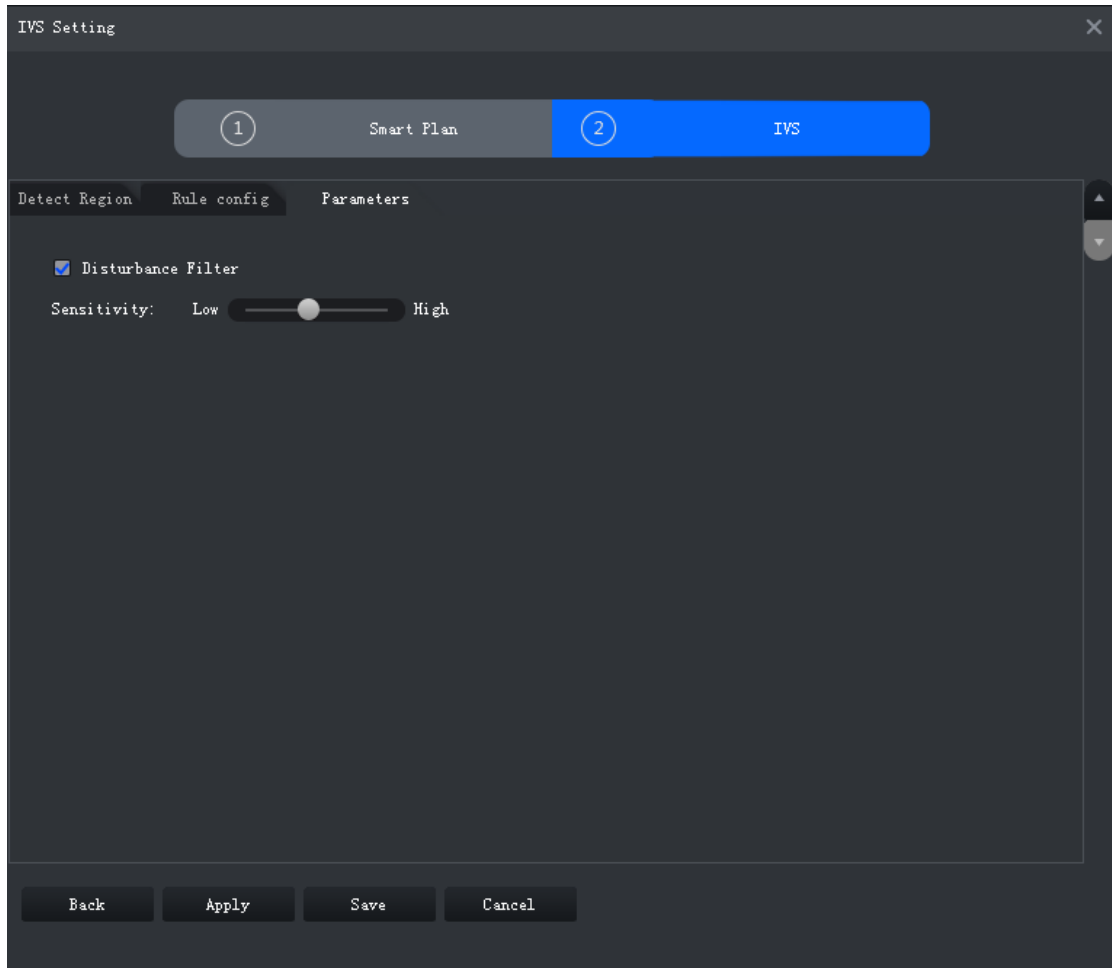 IVS Setting
1 Smart Plan 2 IVS
Detect Region Rule config Parameters
Disturbance Filter
Sensitivity: Low High
Back Apply Save Cancel